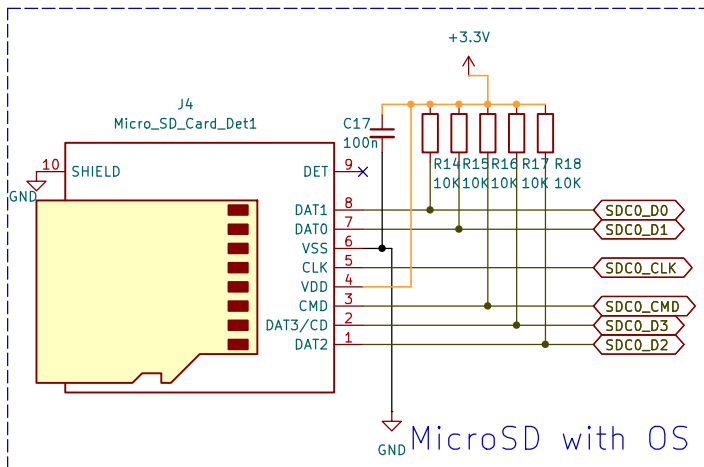 +3.3V
J4
Micro_SD_Card_Det1
C17
100n
10 SHIELD
GND
DET 9
R14 R15 R16 R17 R18
10K 10K 10K 10K 10K
DAT1 8 SDC0_D0
DAT0 7 SDC0_D1
VSS 6
CLK 5 SDC0_CLK
VDD 4
CMD 3 SDC0_CMD
DAT3/CD 2 SDC0_D3
DAT2 1 SDC0_D2
GND
MicroSD with OS